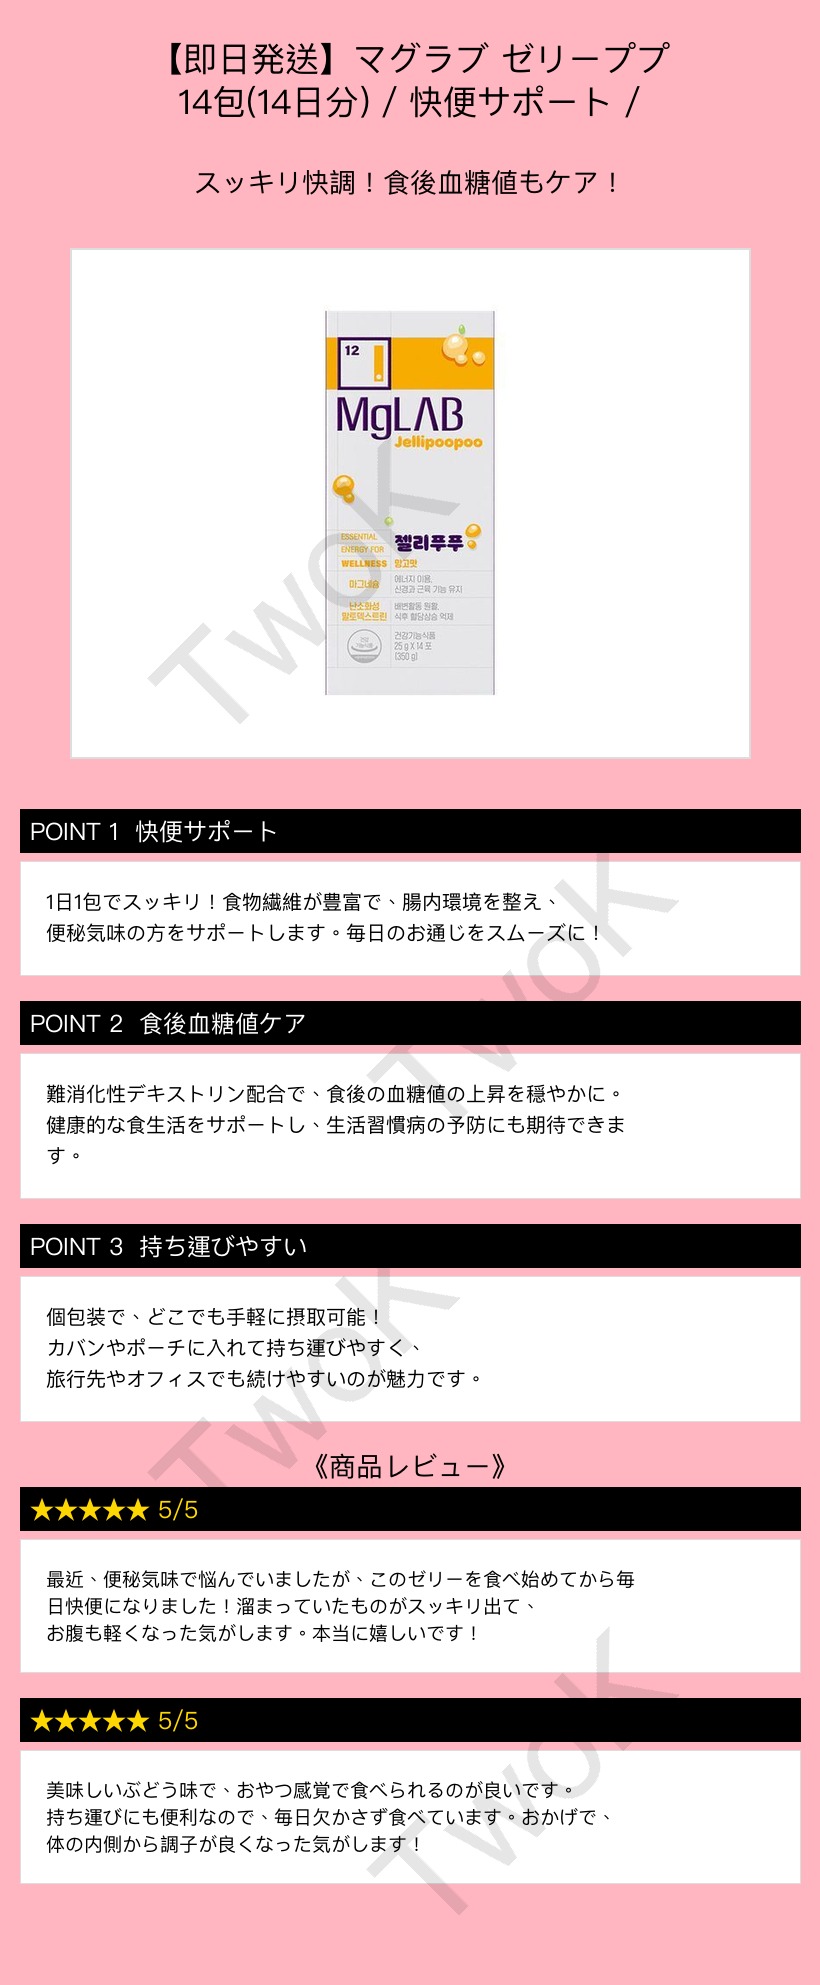 【即日発送】マグラブ ゼリーププ
14包(14日分) / 快便サポート /
スッキリ快調！食後血糖値もケア！
12
MgLAB
Jellipoopoo
ESSENTIAL
ENERGY FOR
WELLNESS
젤리푸푸
망고맛
마그네슘
에너지 이용,
신경과 근육 기능 유지
난소화성
말토덱스트린
배변활동 원활,
식후 혈당상승 억제
건강
기능식품
건강기능식품
25 g X 14 포
(350 g)
TwoK
POINT 1 快便サポート
1日1包でスッキリ！食物繊維が豊富で、腸内環境を整え、
便秘気味の方をサポートします。毎日のお通じをスムーズに！
TwoK
POINT 2 食後血糖値ケア
難消化性デキストリン配合で、食後の血糖値の上昇を穏やかに。
健康的な食生活をサポートし、生活習慣病の予防にも期待できま
す。
POINT 3 持ち運びやすい
個包装で、どこでも手軽に摂取可能！
カバンやポーチに入れて持ち運びやすく、
旅行先やオフィスでも続けやすいのが魅力です。
TwoK
《商品レビュー》
★★★★★ 5/5
最近、便秘気味で悩んでいましたが、このゼリーを食べ始めてから毎
日快便になりました！溜まっていたものがスッキリ出て、
お腹も軽くなった気がします。本当に嬉しいです！
★★★★★ 5/5
美味しいぶどう味で、おやつ感覚で食べられるのが良いです。
持ち運びにも便利なので、毎日欠かさず食べています。おかげで、
体の内側から調子が良くなった気がします！
TwoK